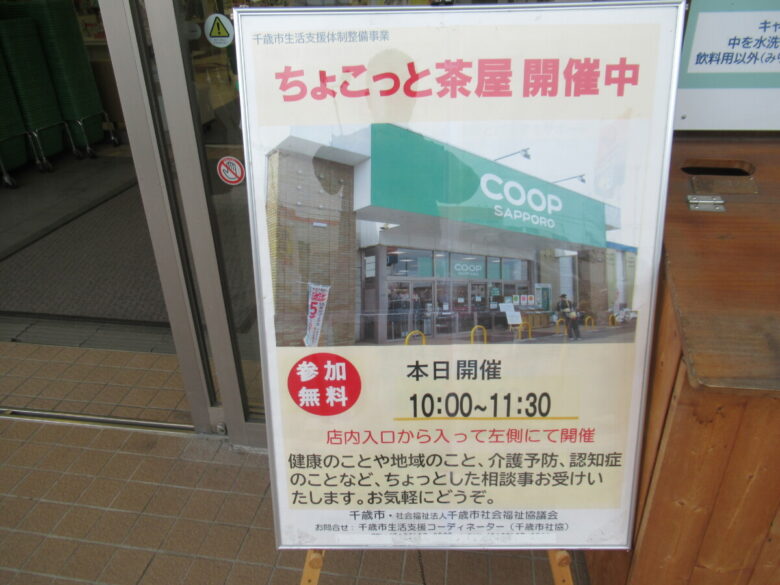 千歳市生活支援体制整備事業
ちょこっと茶屋 開催中
COOP
SAPPORO
COOP
参加
無料
本日開催
10:00~11:30
店内入口から入って左側にて開催
健康のことや地域のこと、介護予防、認知症
のことなど、ちょっとした相談事お受けい
たします。お気軽にどうぞ。
千歳市・社会福祉法人千歳市社会福祉協議会
お問合せ：千歳市生活支援コーディネーター（千歳市社協）
キャ
中を水洗
飲料用以外(み